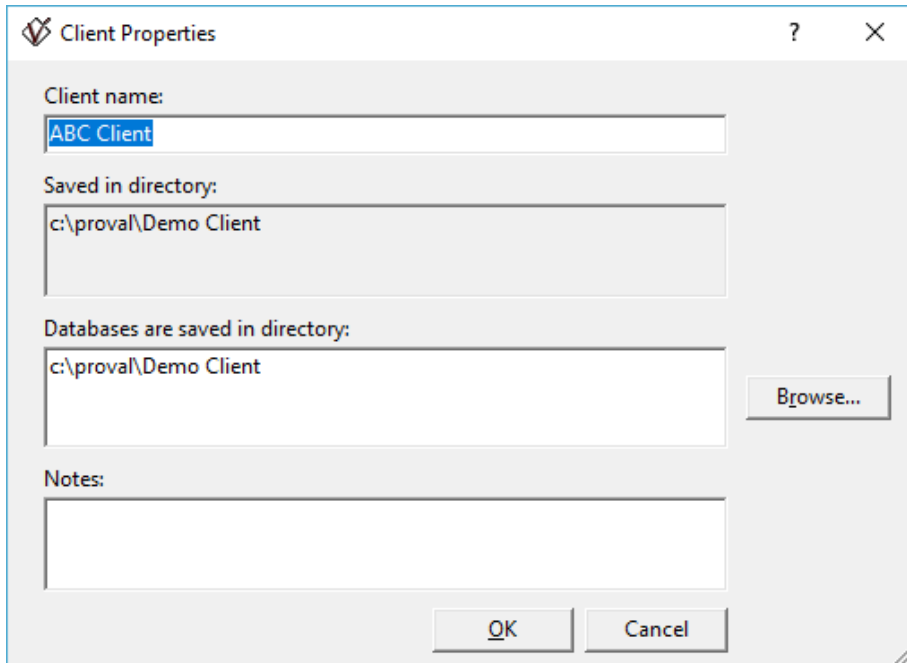 Client Properties
?
Client name:
ABC Client
Saved in directory:
c:\proval\Demo Client
Databases are saved in directory:
c:\proval\Demo Client
Browse...
Notes:
OK
Cancel